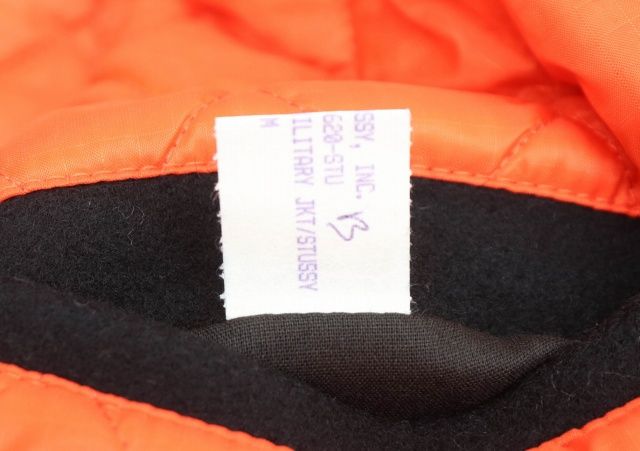 SSY, INC.
620-STU
ILITARY JKT/STUSSY
M